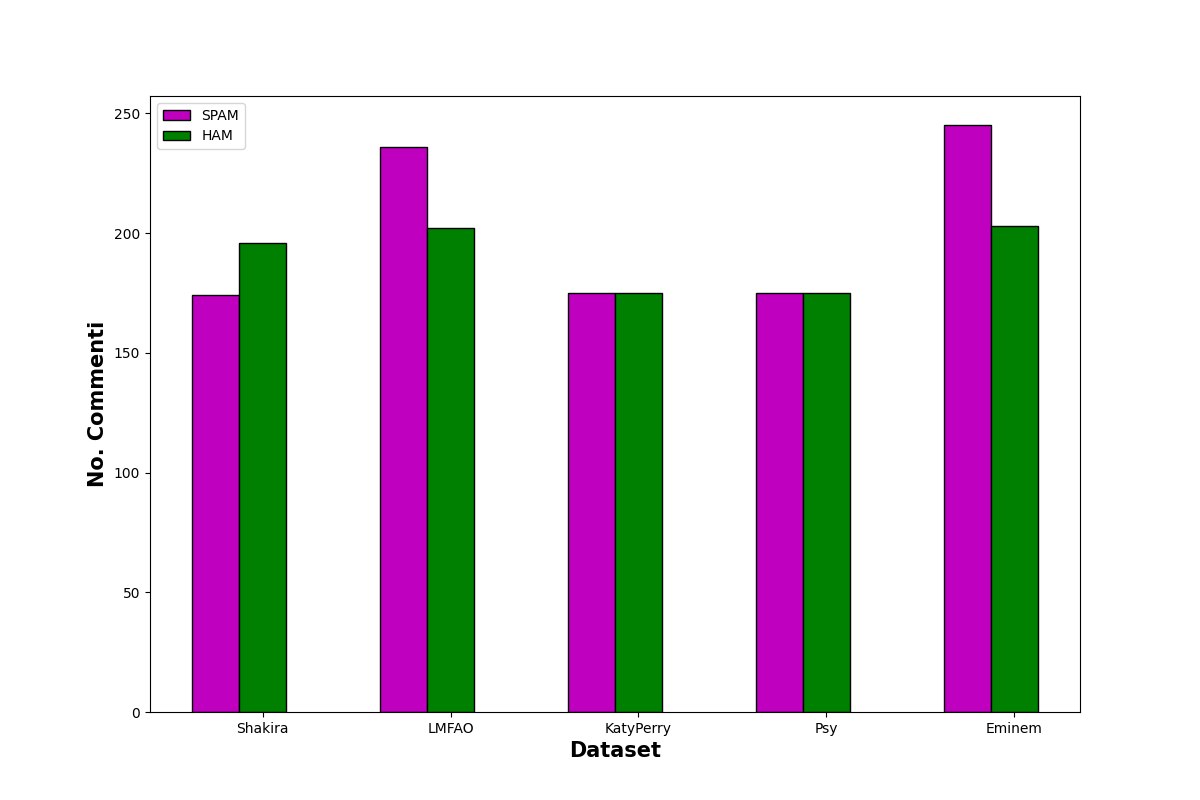 SPAM
HAM
250
200
150
100
50
0
No. Commenti
Shakira LMFAO KatyPerry Psy Eminem
Dataset